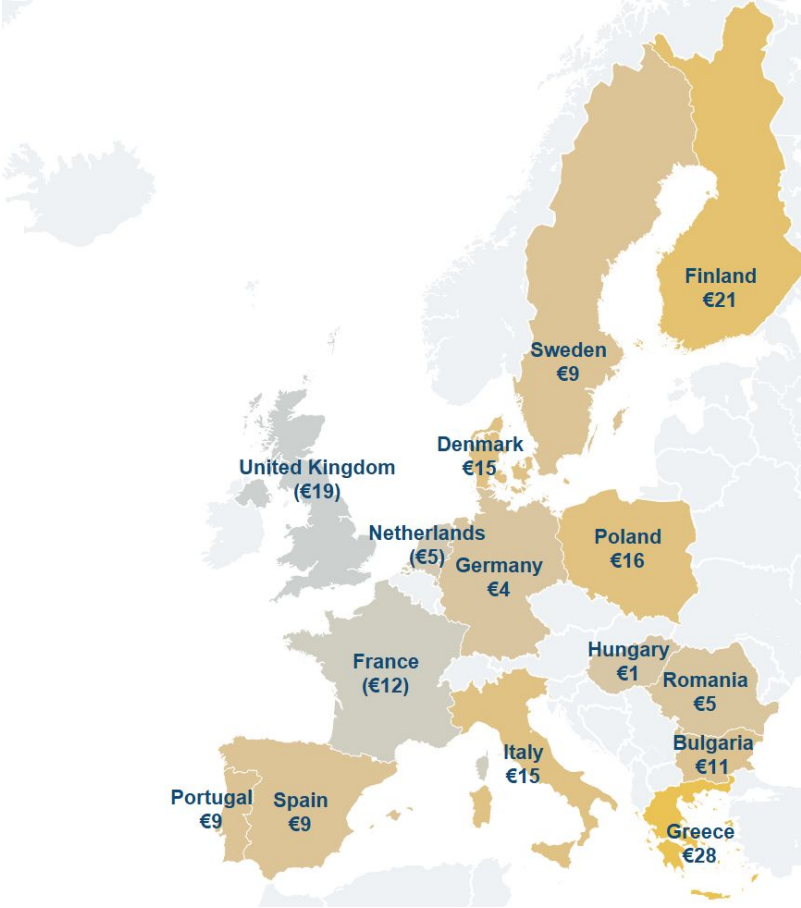 Finland
€21
Sweden
€9
Denmark
€15
United Kingdom
(€19)
Netherlands
(€5)
Germany
€4
Poland
€16
France
(€12)
Hungary
€1
Romania
€5
Bulgaria
€11
Italy
€15
Portugal
€9
Spain
€9
Greece
€28